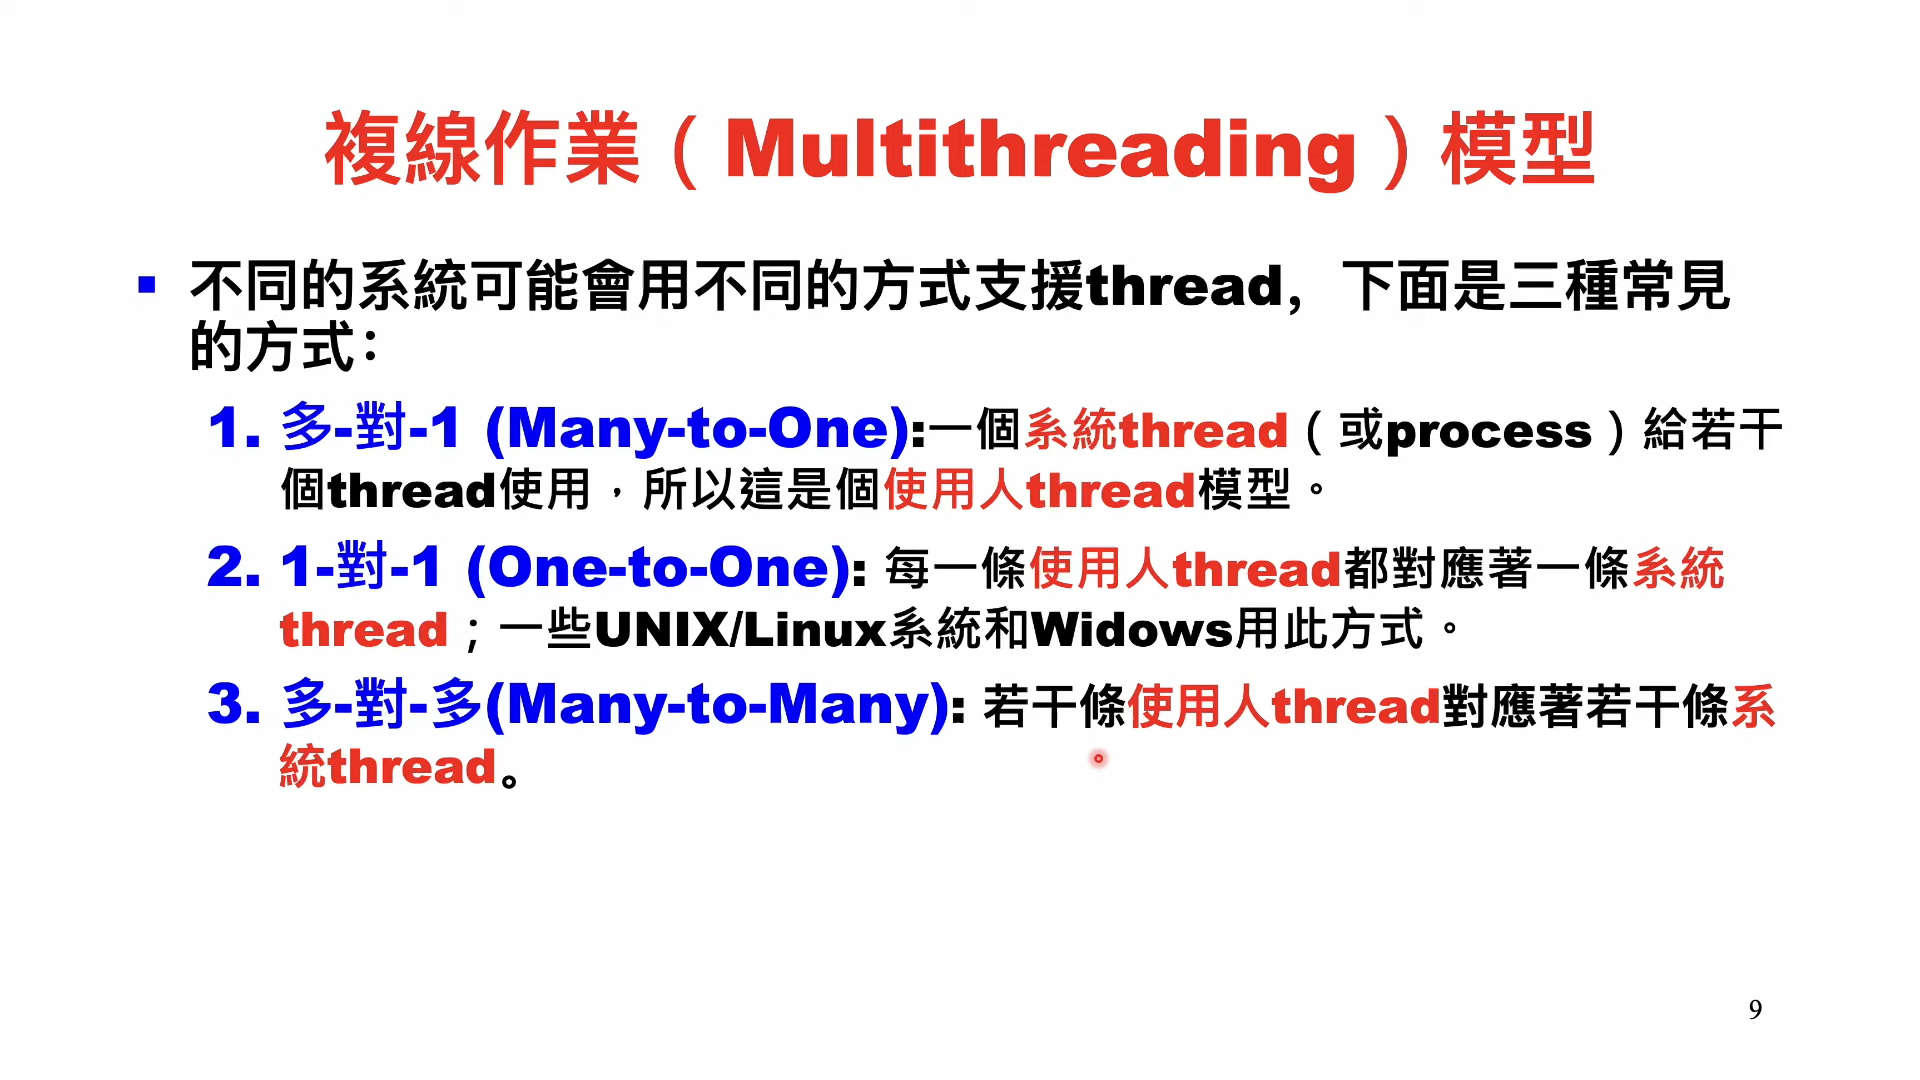 複線作業（Multithreading）模型
▪ 不同的系統可能會用不同的方式支援thread，下面是三種常見
的方式：
1. 多-對-1 (Many-to-One):一個系統thread（或process）給若干
個thread使用，所以這是個使用人thread模型。
2. 1-對-1 (One-to-One): 每一條使用人thread都對應著一條系統
thread；一些UNIX/Linux系統和Widows用此方式。
3. 多-對-多(Many-to-Many): 若干條使用人thread對應著若干條系
統thread。
9